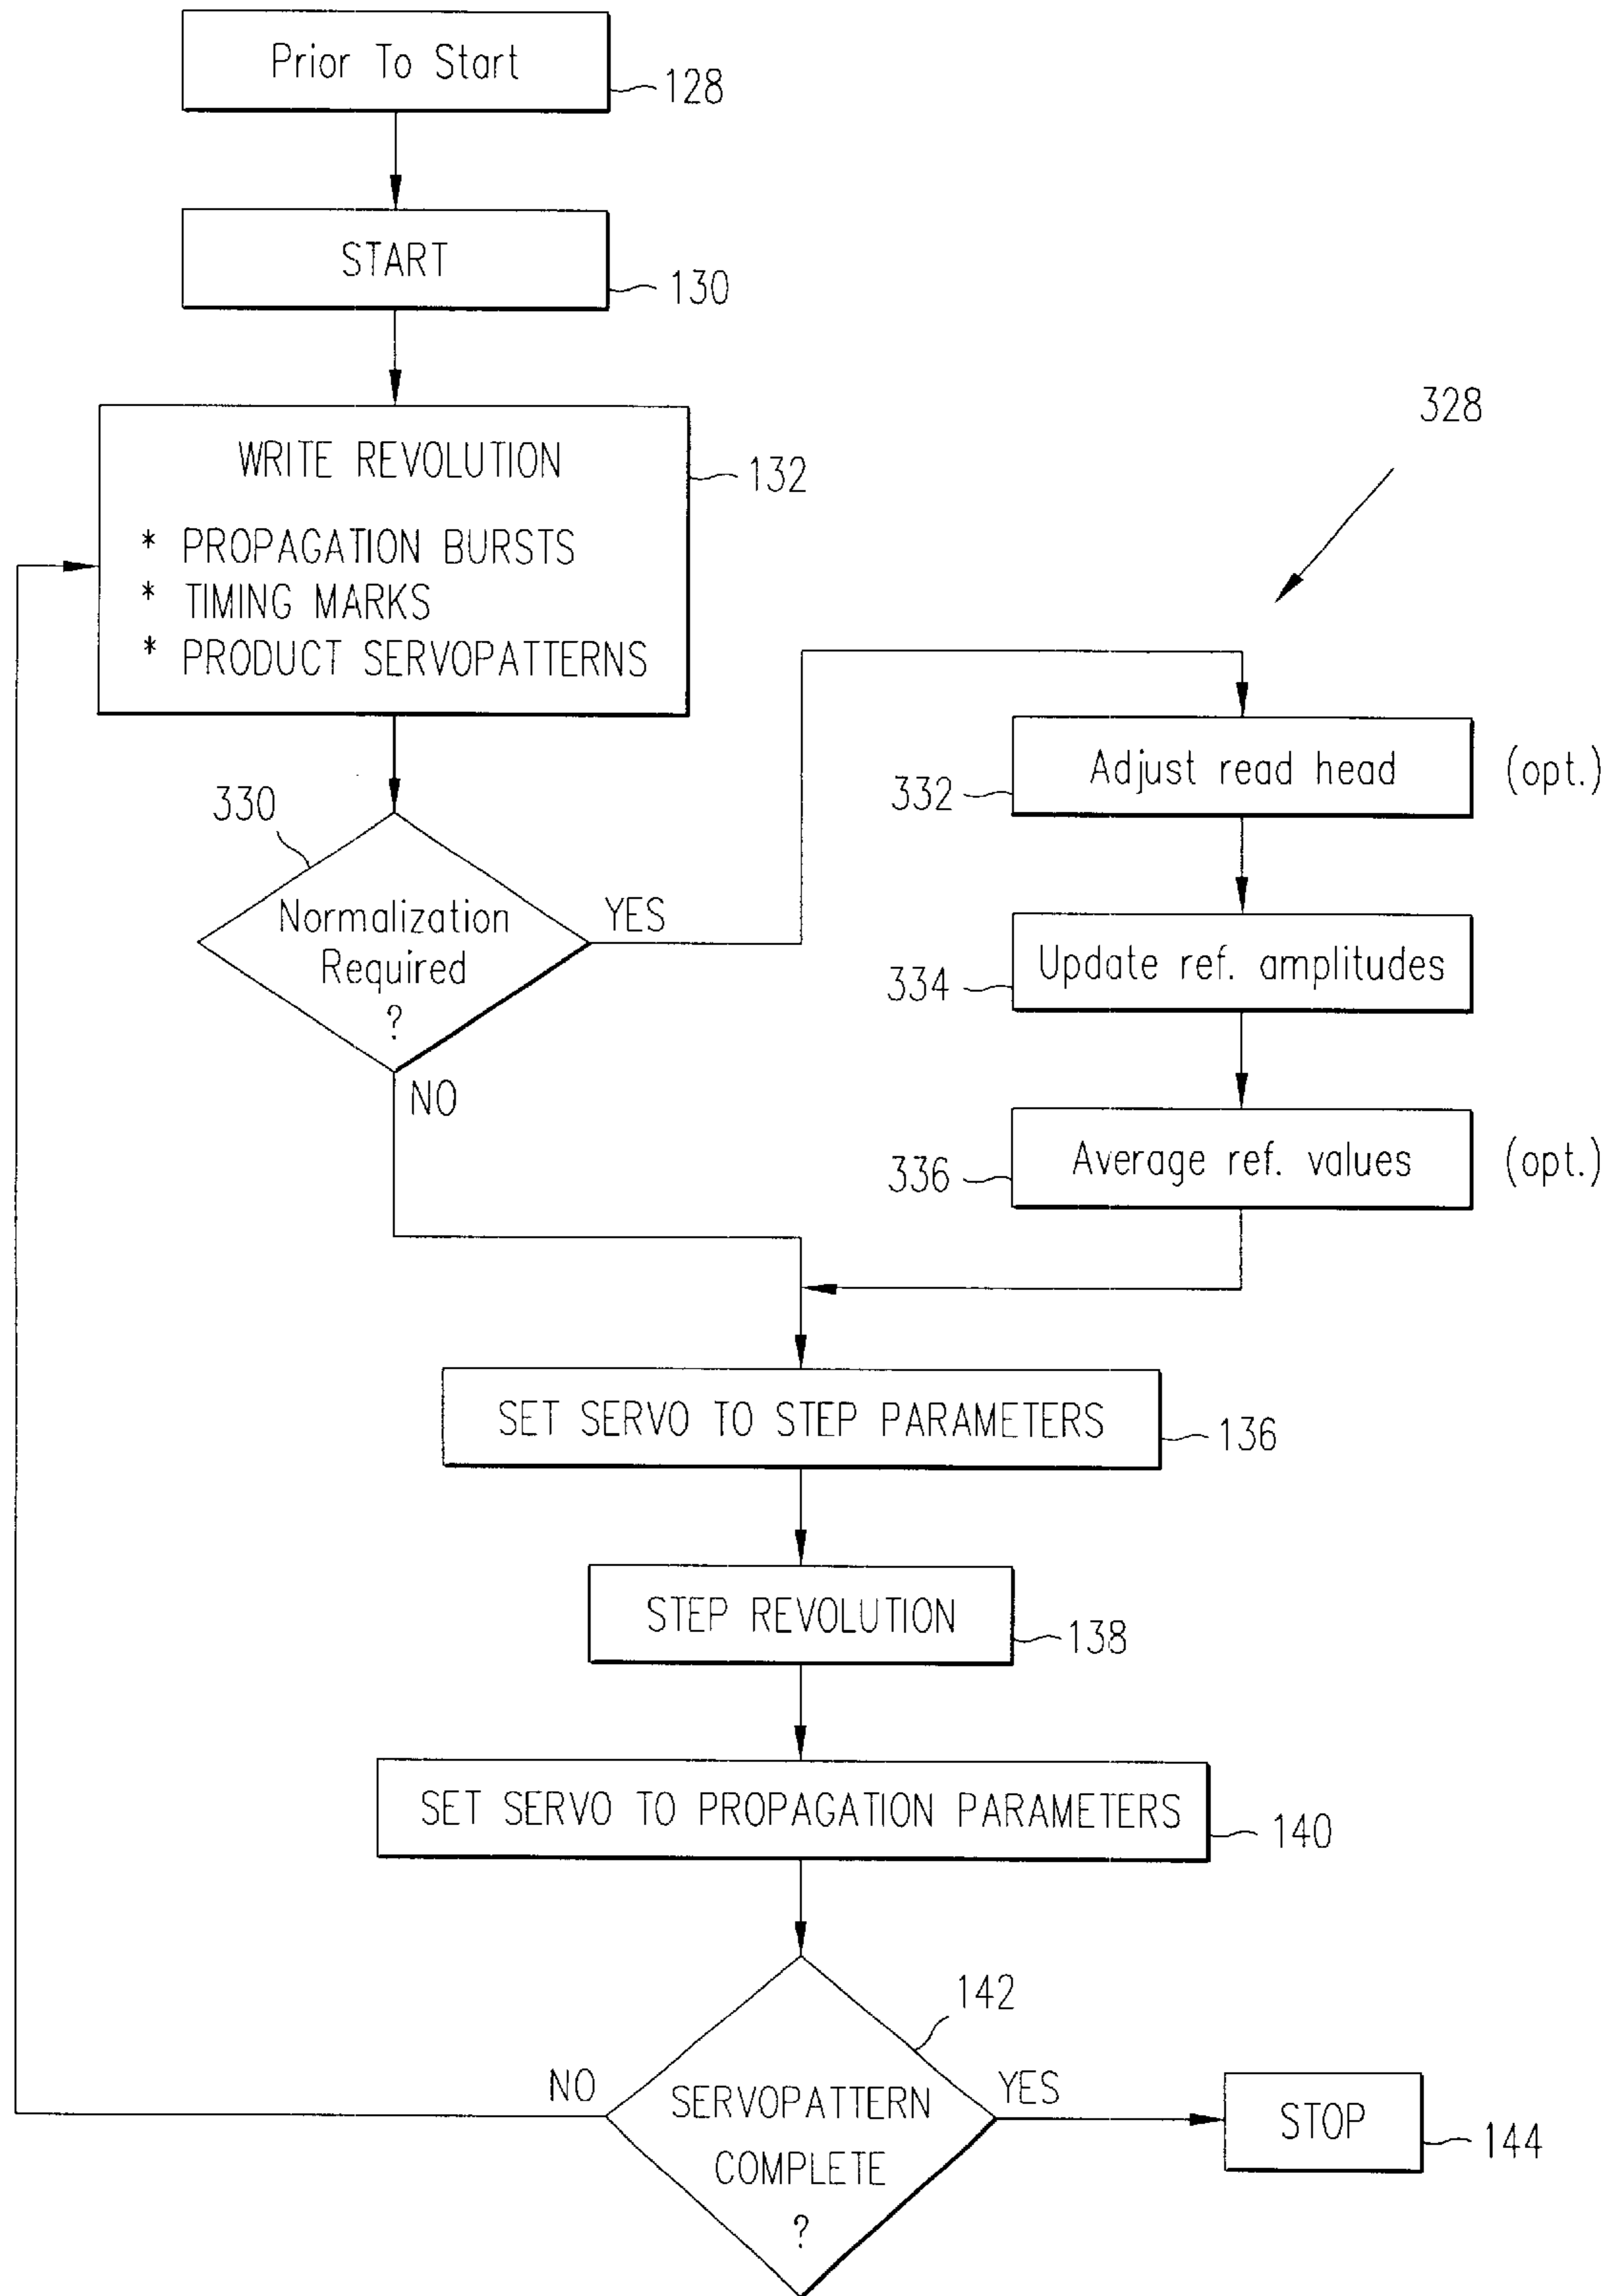 Prior To Start
128
START
130
328
WRITE REVOLUTION
132
* PROPAGATION BURSTS
* TIMING MARKS
* PRODUCT SERVOPATTERNS
330
Normalization
Required
?
YES
NO
Adjust read head
(opt.)
332
Update ref. amplitudes
334
Average ref. values
(opt.)
336
SET SERVO TO STEP PARAMETERS
136
STEP REVOLUTION
138
SET SERVO TO PROPAGATION PARAMETERS
140
142
NO
SERVOPATTERN
COMPLETE
?
YES
STOP
144